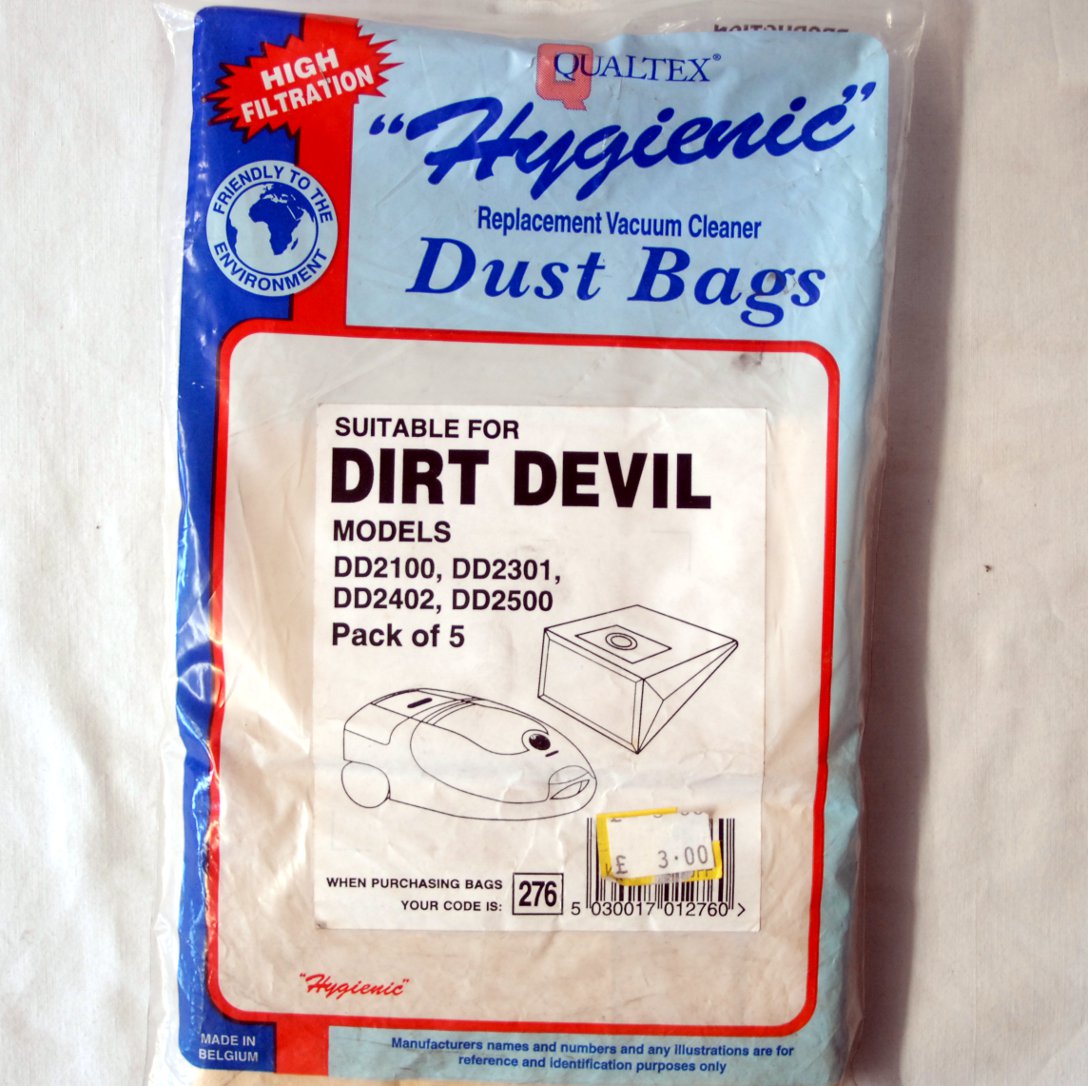 HIGH
FILTRATION
QUALTEX®
"Hygienic"
FRIENDLY TO THE
ENVIRONMENT
Replacement Vacuum Cleaner
Dust Bags
SUITABLE FOR
DIRT DEVIL
MODELS
DD2100, DD2301,
DD2402, DD2500
Pack of 5
£ 3·00
WHEN PURCHASING BAGS
YOUR CODE IS: 276
5 030017 012760 >
"Hygienic"
MADE IN
BELGIUM
Manufacturers names and numbers and any illustrations are for
reference and identification purposes only